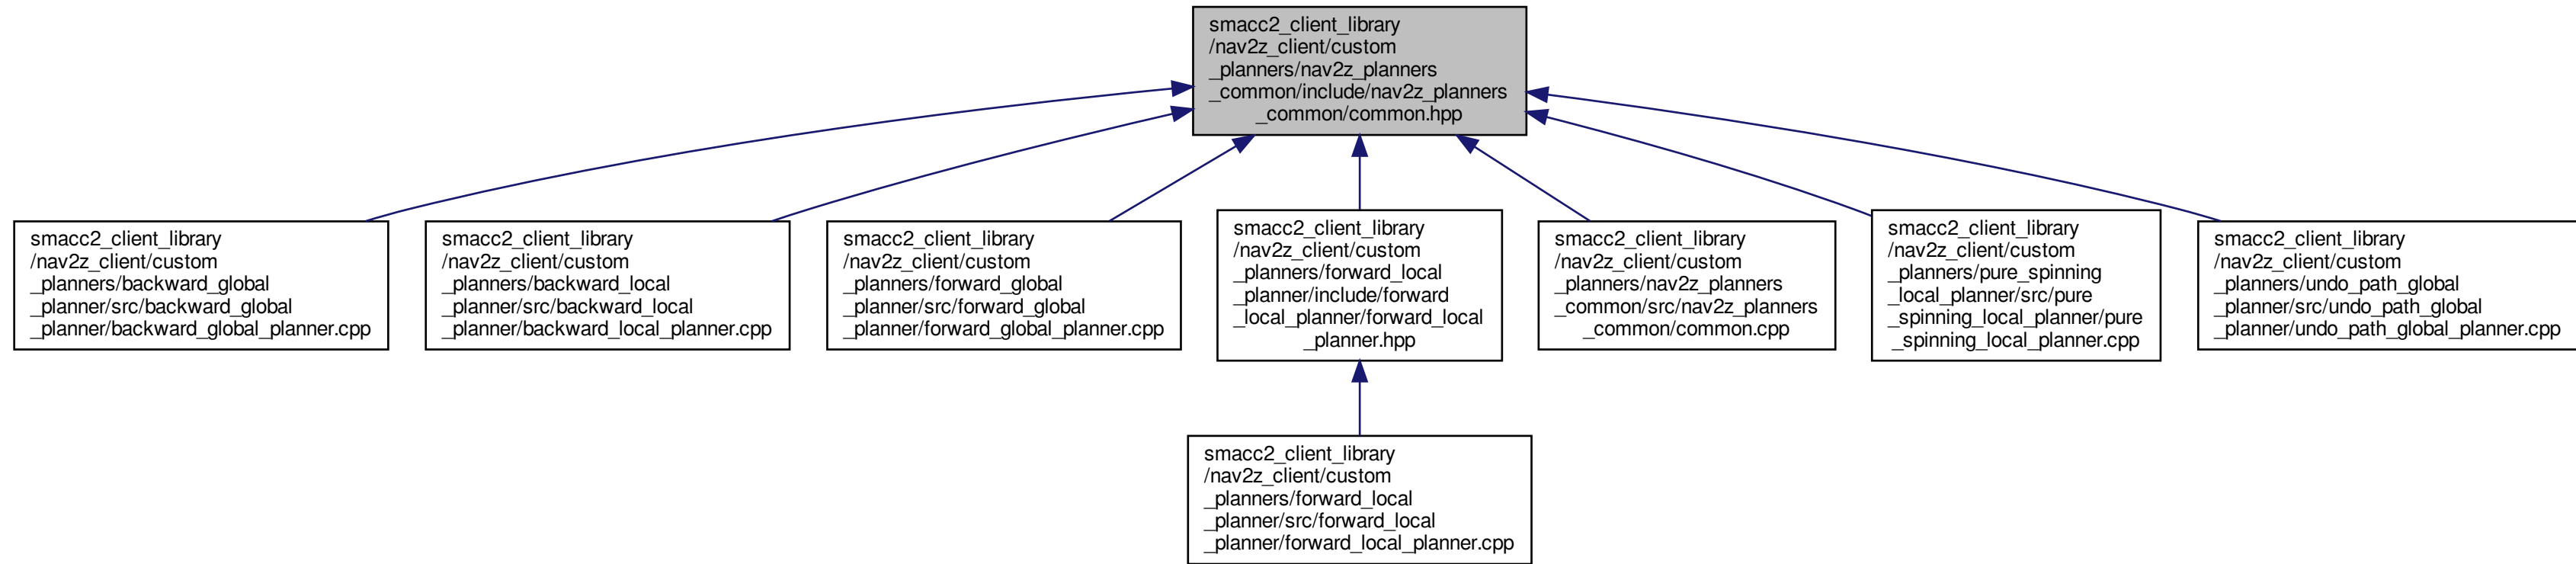 smacc2_client_library
/nav2z_client/custom
_planners/nav2z_planners
_common/include/nav2z_planners
_common/common.hpp
smacc2_client_library
/nav2z_client/custom
_planners/backward_global
_planner/src/backward_global
_planner/backward_global_planner.cpp
smacc2_client_library
/nav2z_client/custom
_planners/backward_local
_planner/src/backward_local
_planner/backward_local_planner.cpp
smacc2_client_library
/nav2z_client/custom
_planners/forward_global
_planner/src/forward_global
_planner/forward_global_planner.cpp
smacc2_client_library
/nav2z_client/custom
_planners/forward_local
_planner/include/forward
_local_planner/forward_local
_planner.hpp
smacc2_client_library
/nav2z_client/custom
_planners/nav2z_planners
_common/src/nav2z_planners
_common/common.cpp
smacc2_client_library
/nav2z_client/custom
_planners/pure_spinning
_local_planner/src/pure
_spinning_local_planner/pure
_spinning_local_planner.cpp
smacc2_client_library
/nav2z_client/custom
_planners/undo_path_global
_planner/src/undo_path_global
_planner/undo_path_global_planner.cpp
smacc2_client_library
/nav2z_client/custom
_planners/forward_local
_planner/src/forward_local
_planner/forward_local_planner.cpp